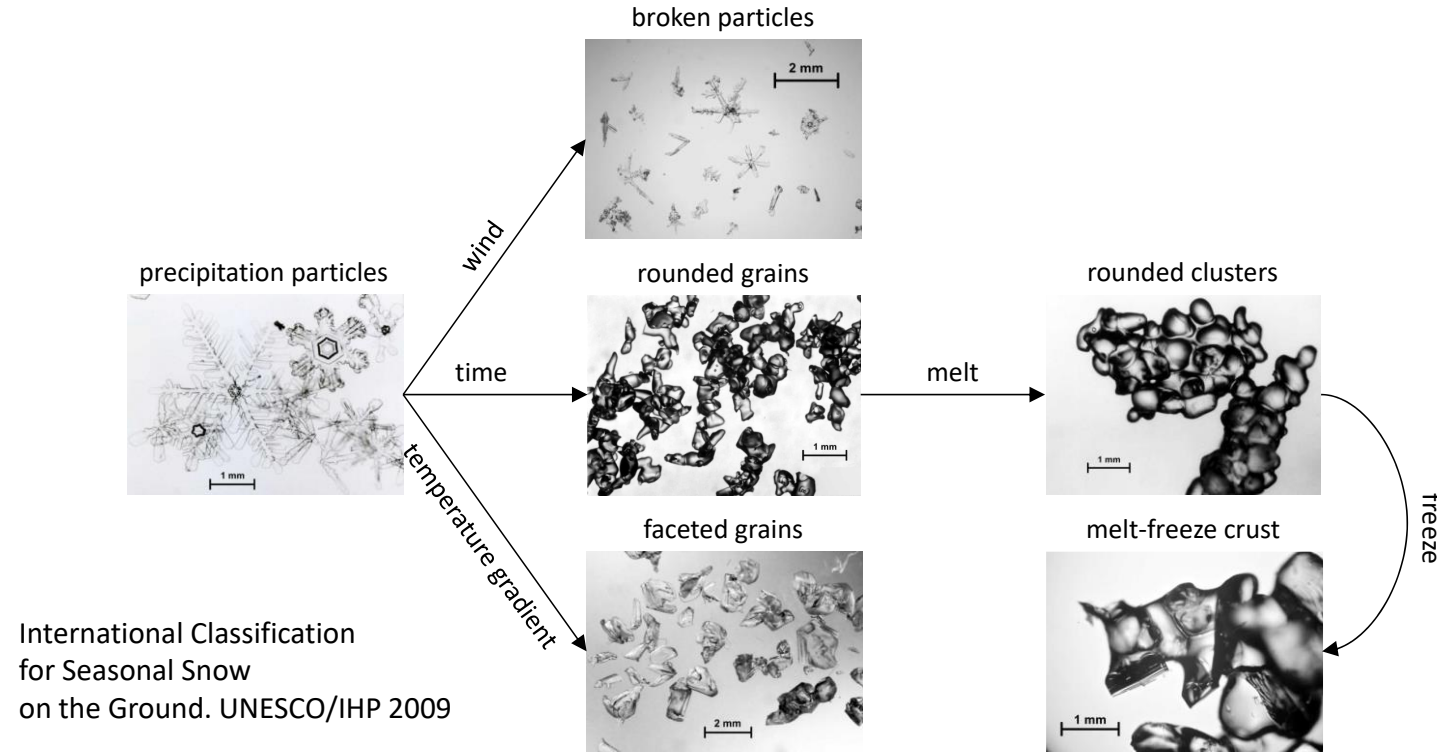 broken particles
2 mm
wind
precipitation particles
1 mm
time
rounded grains
1 mm
melt
rounded clusters
1 mm
freeze
temperature gradient
faceted grains
2 mm
melt-freeze crust
1 mm
International Classification
for Seasonal Snow
on the Ground. UNESCO/IHP 2009